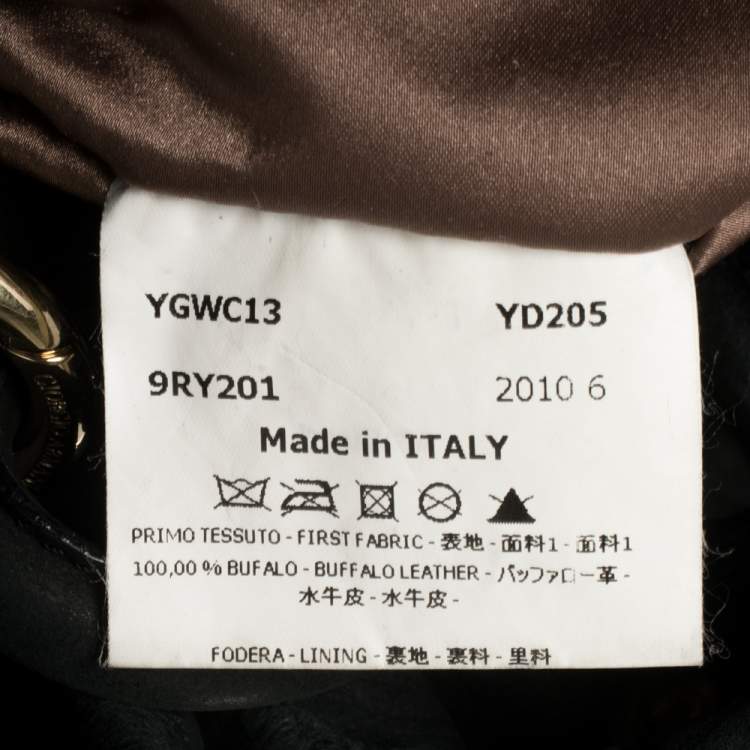 YGWC13 YD205
9RY201 2010 6
Made in ITALY
PRIMO TESSUTO - FIRST FABRIC - 表地 - 面料1 - 面料1
100,00 % BUFALO - BUFFALO LEATHER - バッファロー革 -
水牛皮 - 水牛皮 -
FODERA - LINING - 裏地 - 裏料 - 里料